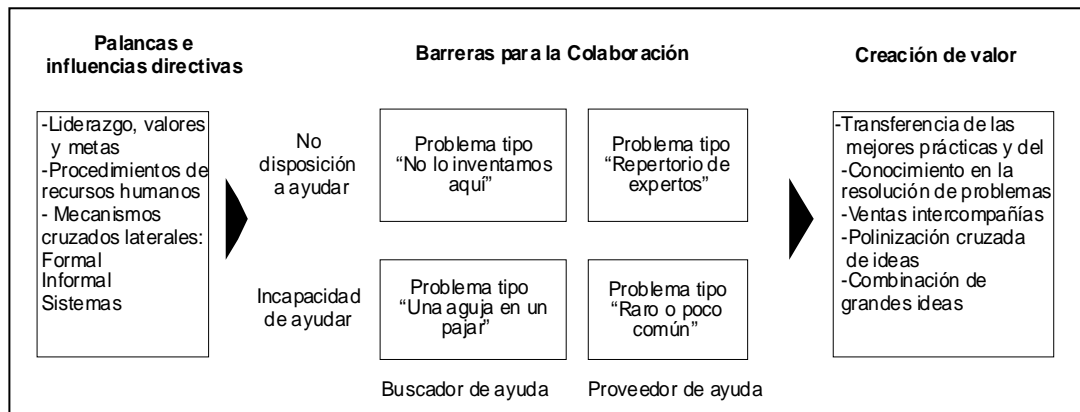 Palancas e
influencias directivas
Barreras para la Colaboración
Creación de valor
-Liderazgo, valores
y metas
-Procedimientos de
recursos humanos
- Mecanismos
cruzados laterales:
Formal
Informal
Sistemas
No
disposición
a ayudar
Problema tipo
“No lo inventamos
aquí”
Problema tipo
“Repertorio de
expertos”
Incapacidad
de ayudar
Problema tipo
“Una aguja en un
pajar”
Problema tipo
“Raro o poco
común”
Buscador de ayuda
Proveedor de ayuda
-Transferencia de las
mejores prácticas y del
-Conocimiento en la
resolución de problemas
-Ventas intercompañías
-Polinización cruzada
de ideas
-Combinación de
grandes ideas